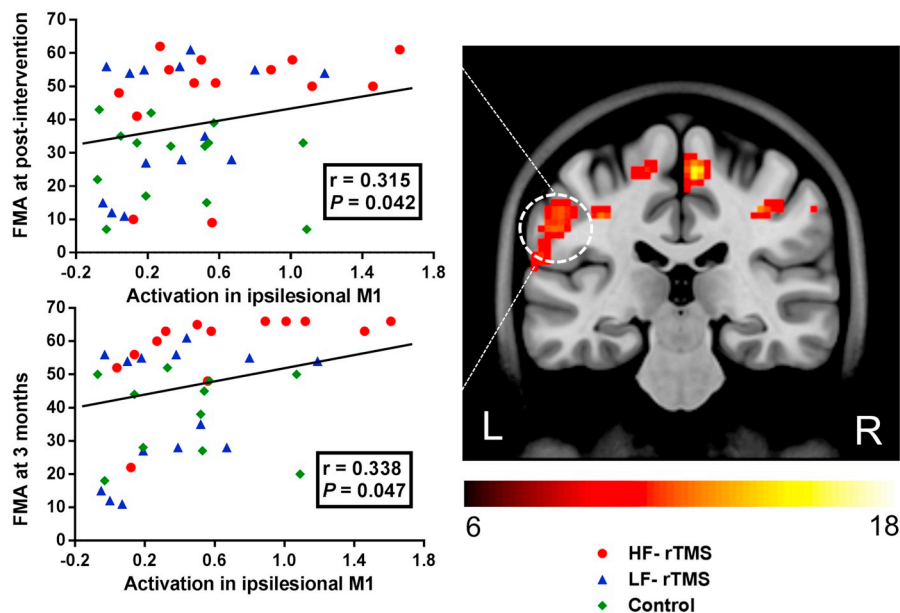 70
60
50
40
30
20
10
0
FMA at post-intervention
r = 0.315
P = 0.042
-0.2 0.2 0.6 1.0 1.4 1.8
Activation in ipsilesional M1
70
60
50
40
30
20
10
0
FMA at 3 months
r = 0.338
P = 0.047
-0.2 0.2 0.6 1.0 1.4 1.8
Activation in ipsilesional M1
L R
6 18
HF- rTMS
LF- rTMS
Control